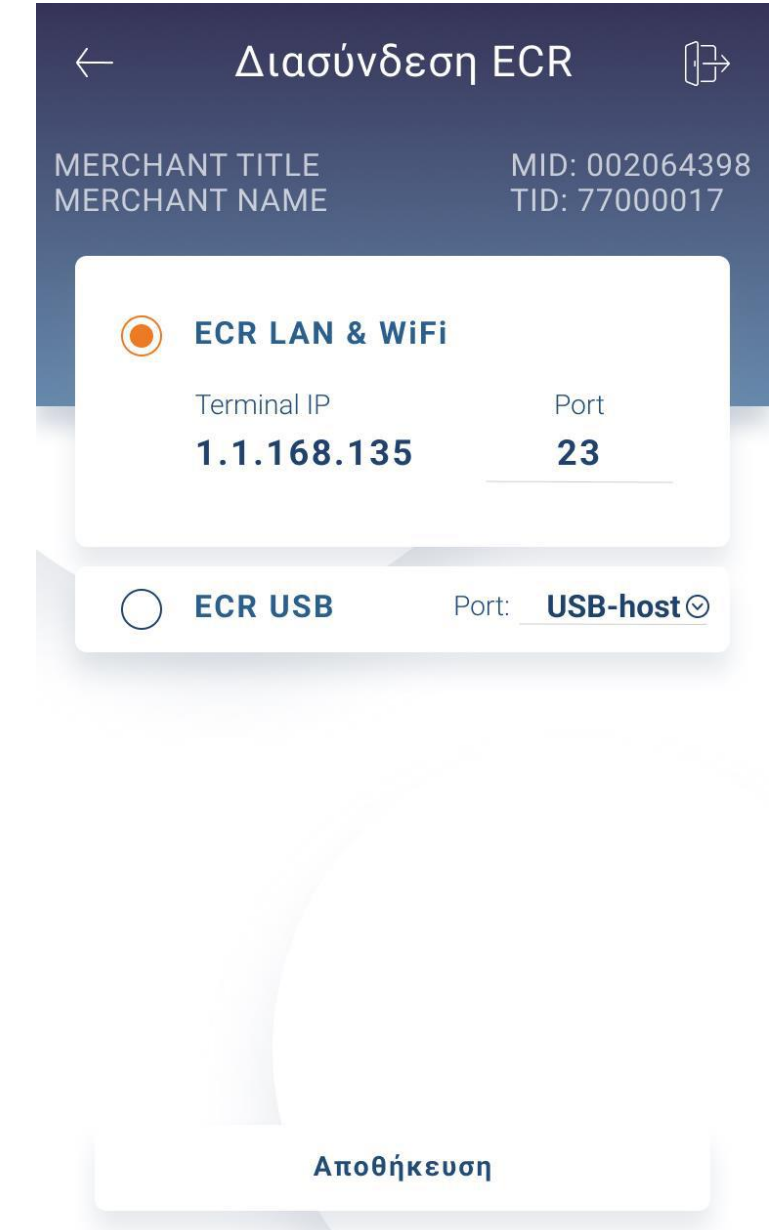 Διασύνδεση ECR
MERCHANT TITLE MID: 002064398
MERCHANT NAME TID: 77000017
ECR LAN & WiFi
Terminal IP Port
1.1.168.135 23
ECR USB Port: USB-host
Αποθήκευση